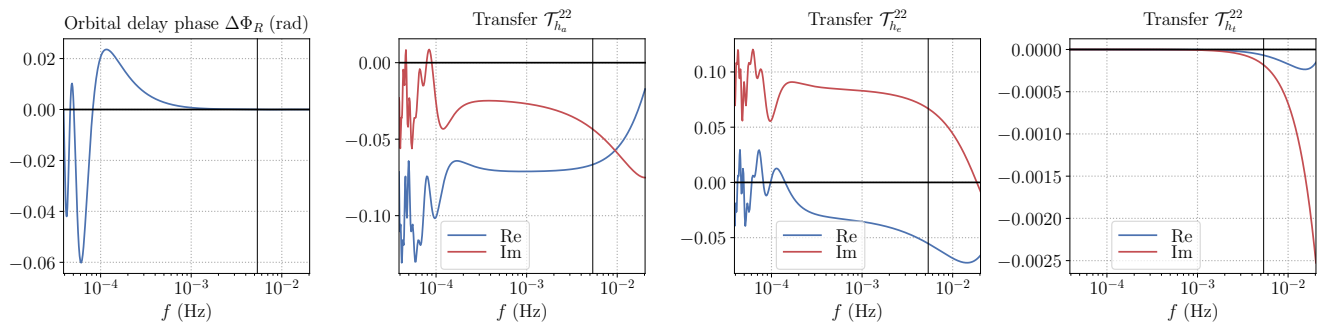 Orbital delay phase ΔΦ_R (rad)
0.02
0.00
−0.02
−0.04
−0.06
10^−4
10^−3
10^−2
f (Hz)
Transfer 𝒯^22_{h_a}
0.00
−0.05
−0.10
Re
Im
10^−4
10^−3
10^−2
f (Hz)
Transfer 𝒯^22_{h_e}
0.10
0.05
0.00
−0.05
Re
Im
10^−4
10^−3
10^−2
f (Hz)
Transfer 𝒯^22_{h_t}
0.0000
−0.0005
−0.0010
−0.0015
−0.0020
−0.0025
Re
Im
10^−4
10^−3
10^−2
f (Hz)